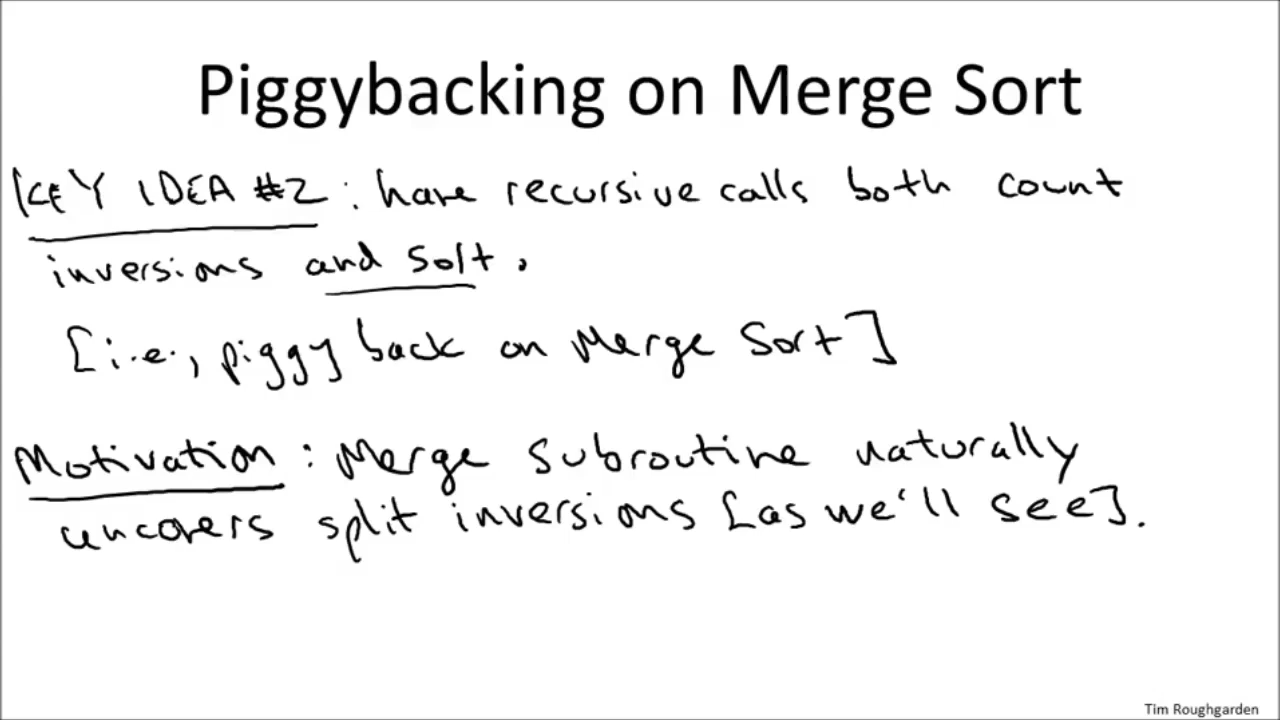 Piggybacking on Merge Sort
KEY IDEA #2 : have recursive calls both count
inversions and sort.
[i.e., piggy back on Merge Sort]
Motivation : Merge subroutine naturally
uncovers split inversions [as we'll see].
Tim Roughgarden